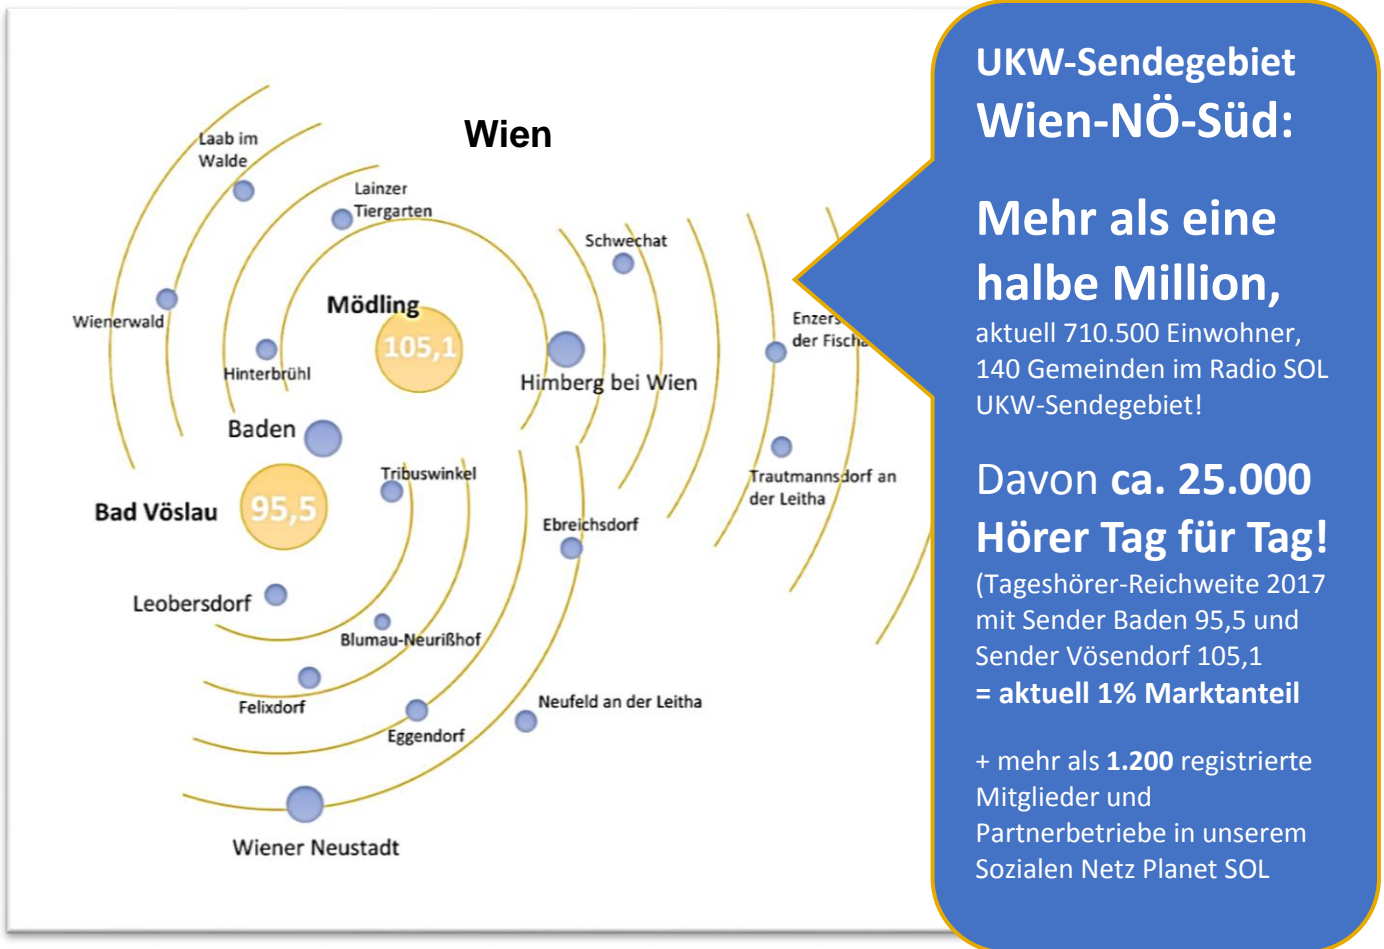 Wien
Laab im
Walde
Lainzer
Tiergarten
Schwechat
Mödling
105,1
Wienerwald
Hinterbrühl
Himberg bei Wien
der Fischa
Baden
Tribuswinkel
Trautmannsdorf an
der Leitha
Bad Vöslau
95,5
Ebreichsdorf
Leobersdorf
Blumau-Neurißhof
Felixdorf
Eggendorf
Neufeld an der Leitha
Wiener Neustadt
UKW-Sendegebiet
Wien-NÖ-Süd:
Mehr als eine
halbe Million,
aktuell 710.500 Einwohner,
140 Gemeinden im Radio SOL
UKW-Sendegebiet!
Davon ca. 25.000
Hörer Tag für Tag!
(Tageshörer-Reichweite 2017
mit Sender Baden 95,5 und
Sender Vösendorf 105,1
= aktuell 1% Marktanteil
+ mehr als 1.200 registrierte
Mitglieder und
Partnerbetriebe in unserem
Sozialen Netz Planet SOL